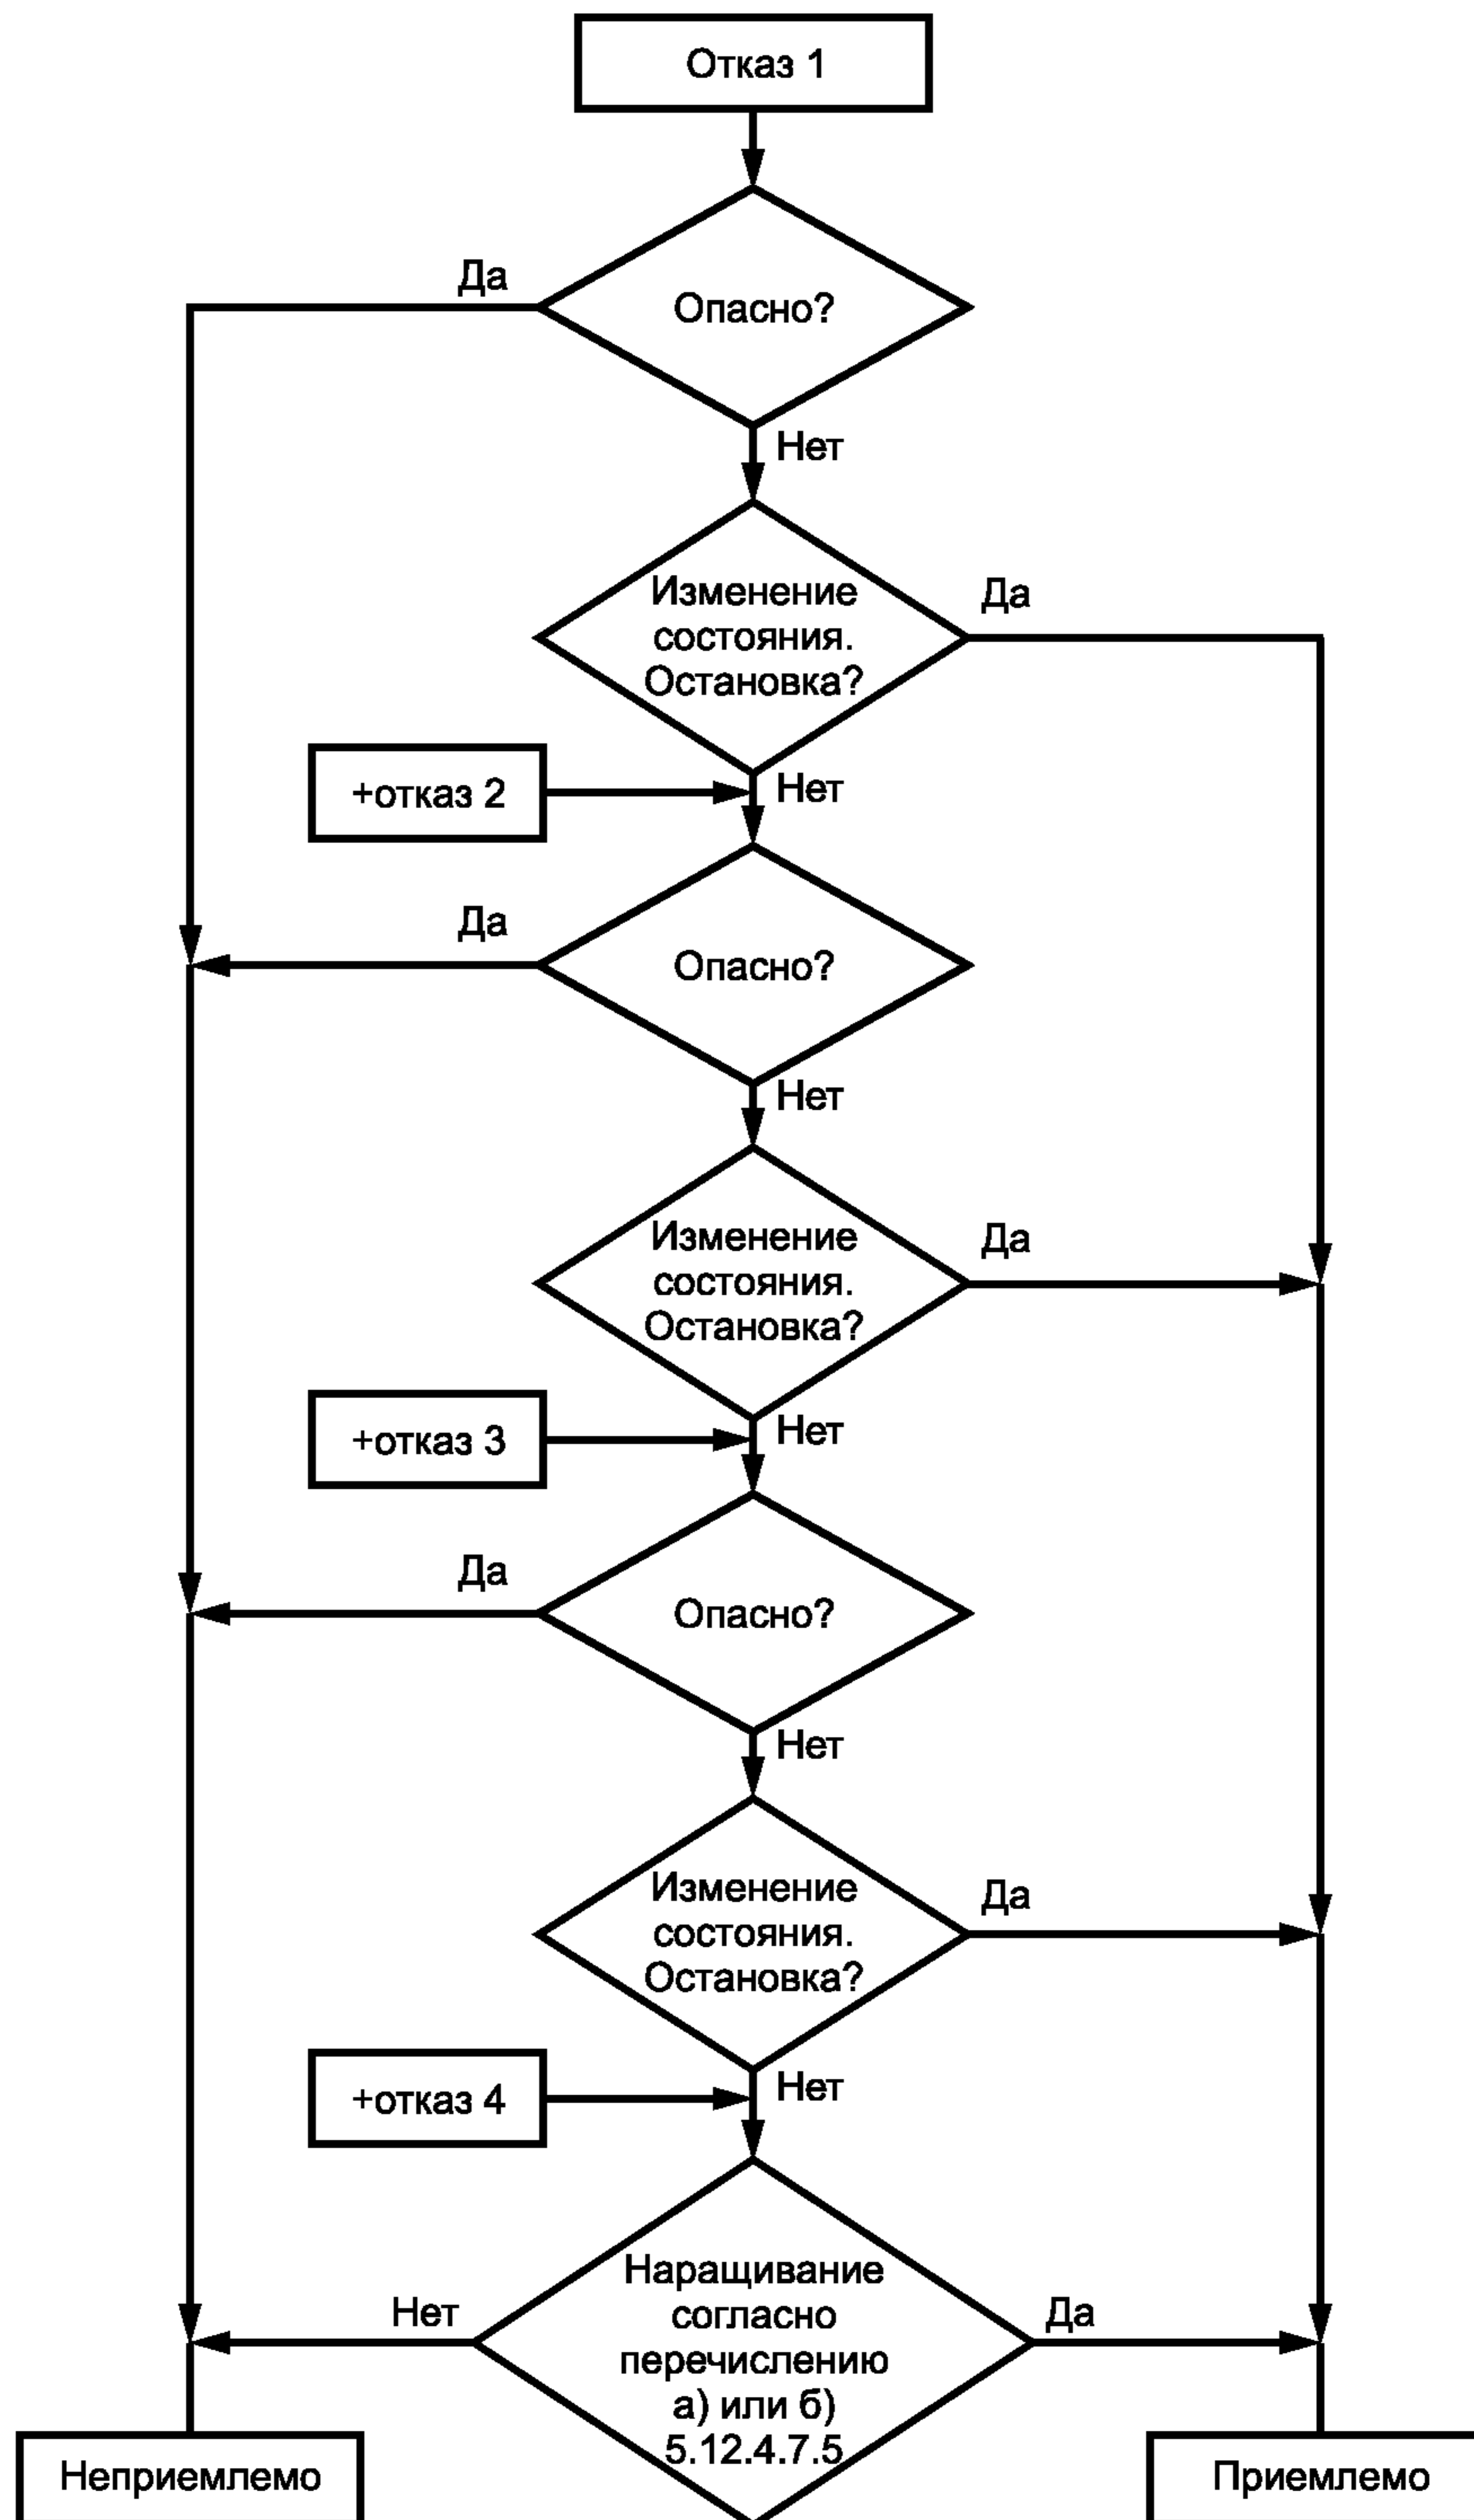 Отказ 1
Да
Опасно?
Нет
Изменение
состояния.
Остановка?
Да
+отказ 2
Нет
Да
Опасно?
Нет
Изменение
состояния.
Остановка?
Да
+отказ 3
Нет
Да
Опасно?
Нет
Изменение
состояния.
Остановка?
Да
+отказ 4
Нет
Нет
Наращивание
согласно
перечислению
а) или б)
5.12.4.7.5
Да
Неприемлемо
Приемлемо